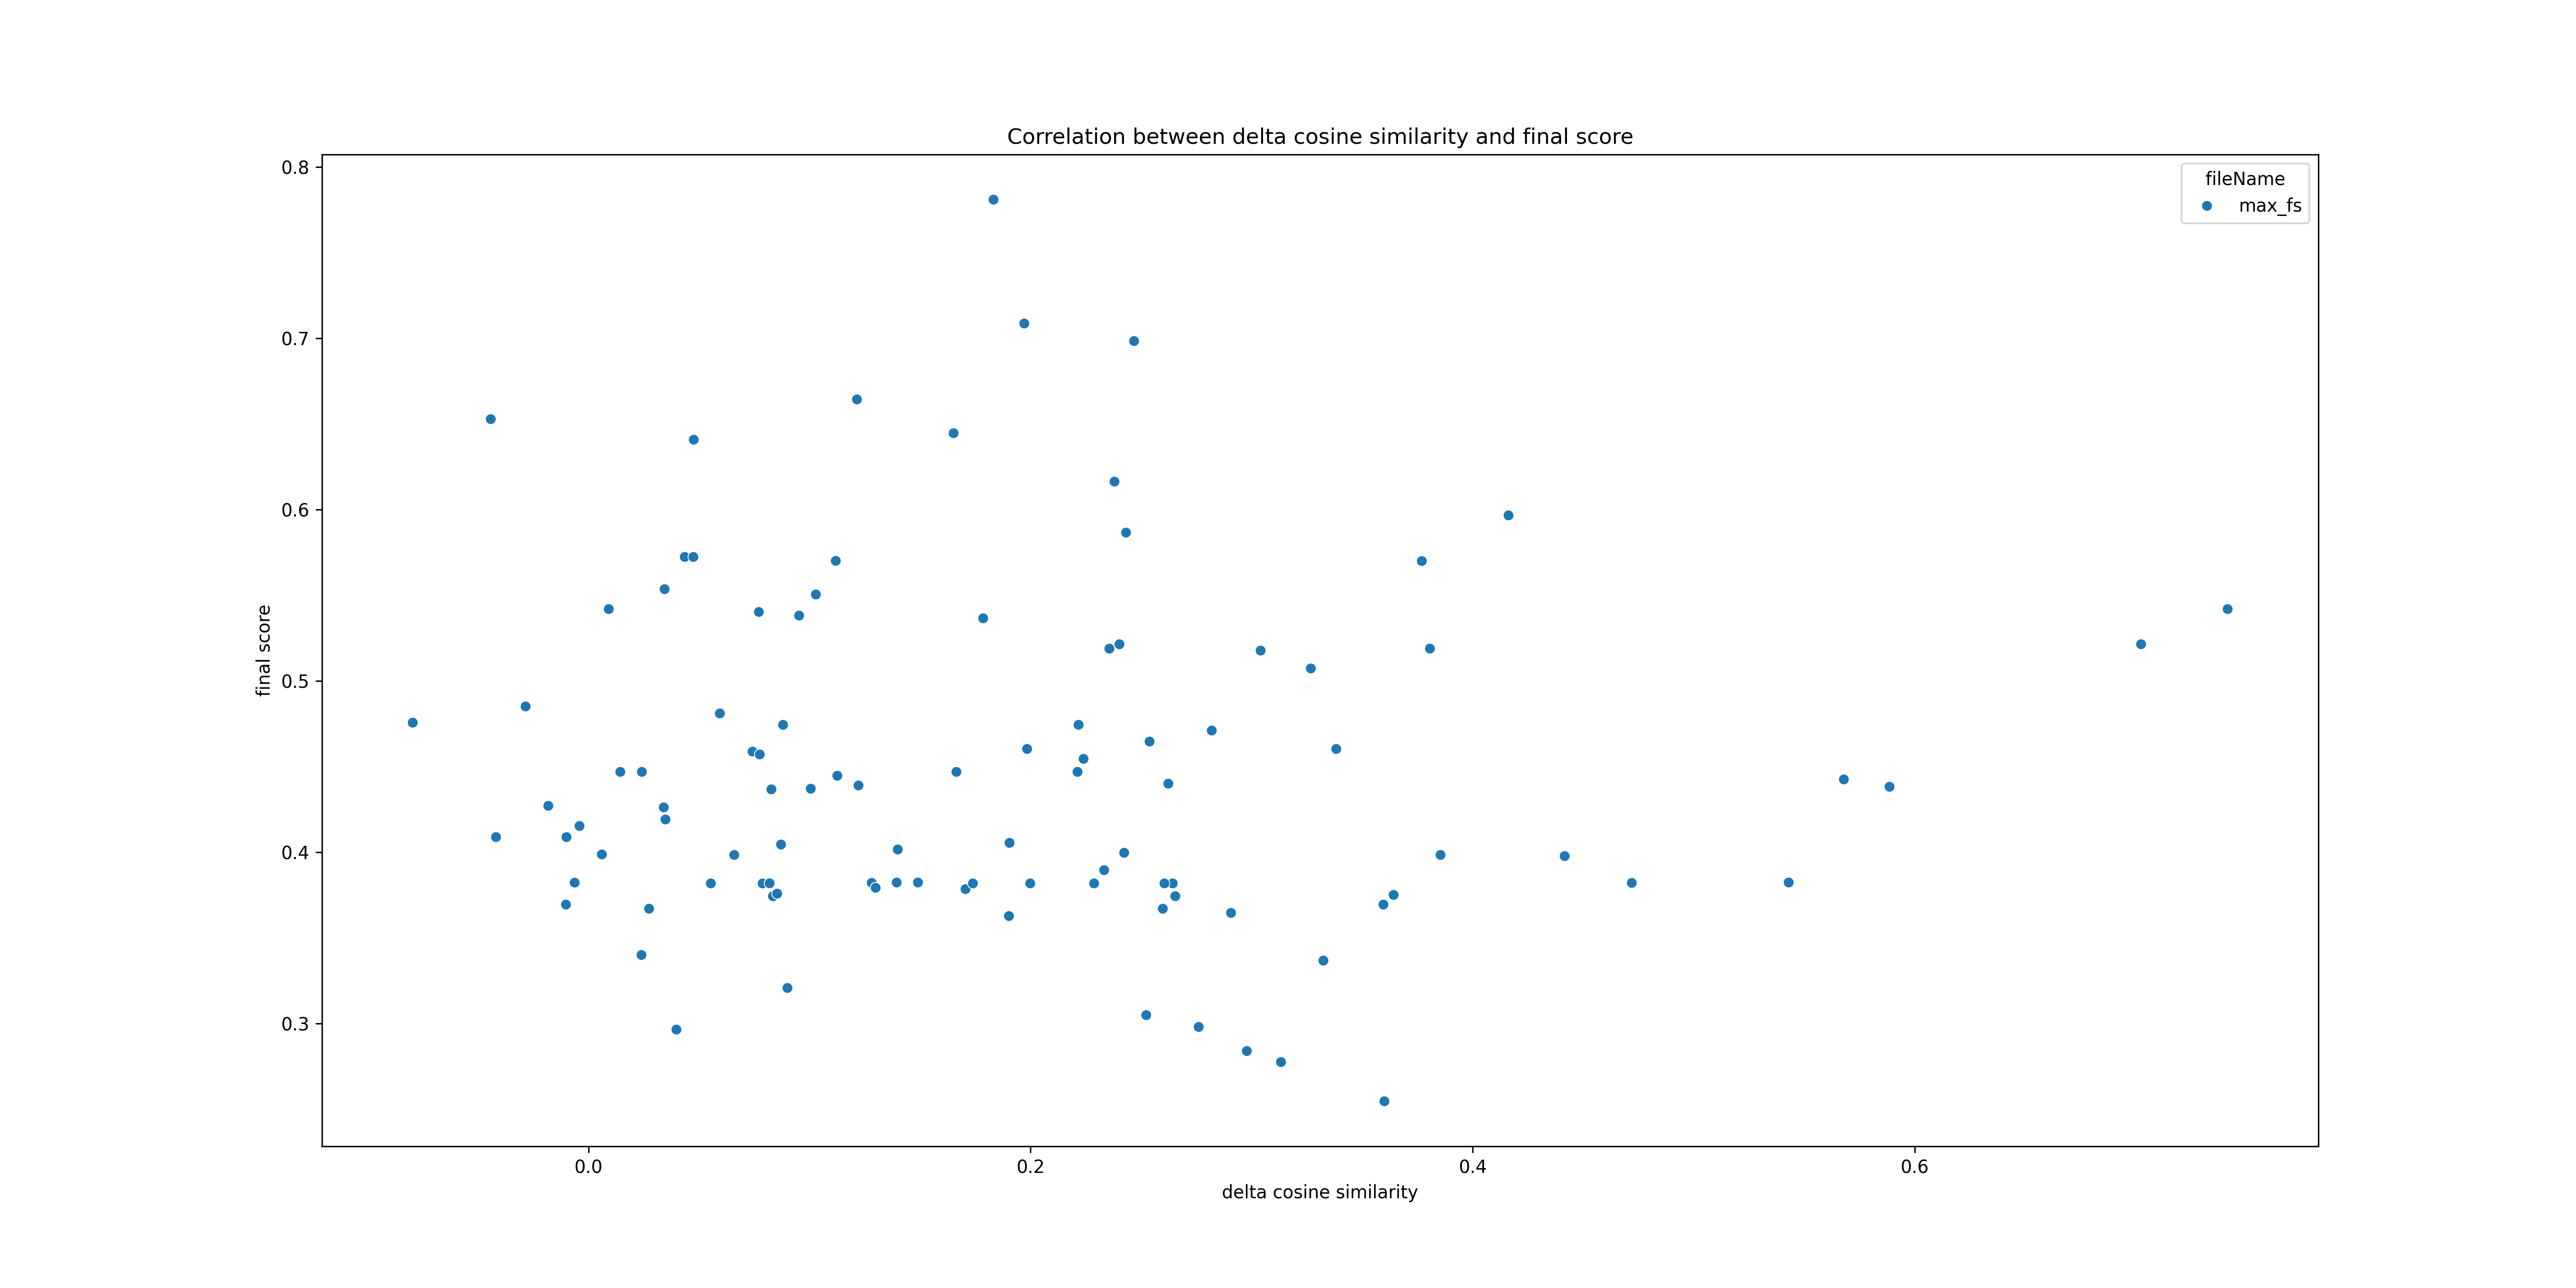 Correlation between delta cosine similarity and final score
fileName
max_fs
final score
0.8
0.7
0.6
0.5
0.4
0.3
0.0 0.2 0.4 0.6
delta cosine similarity